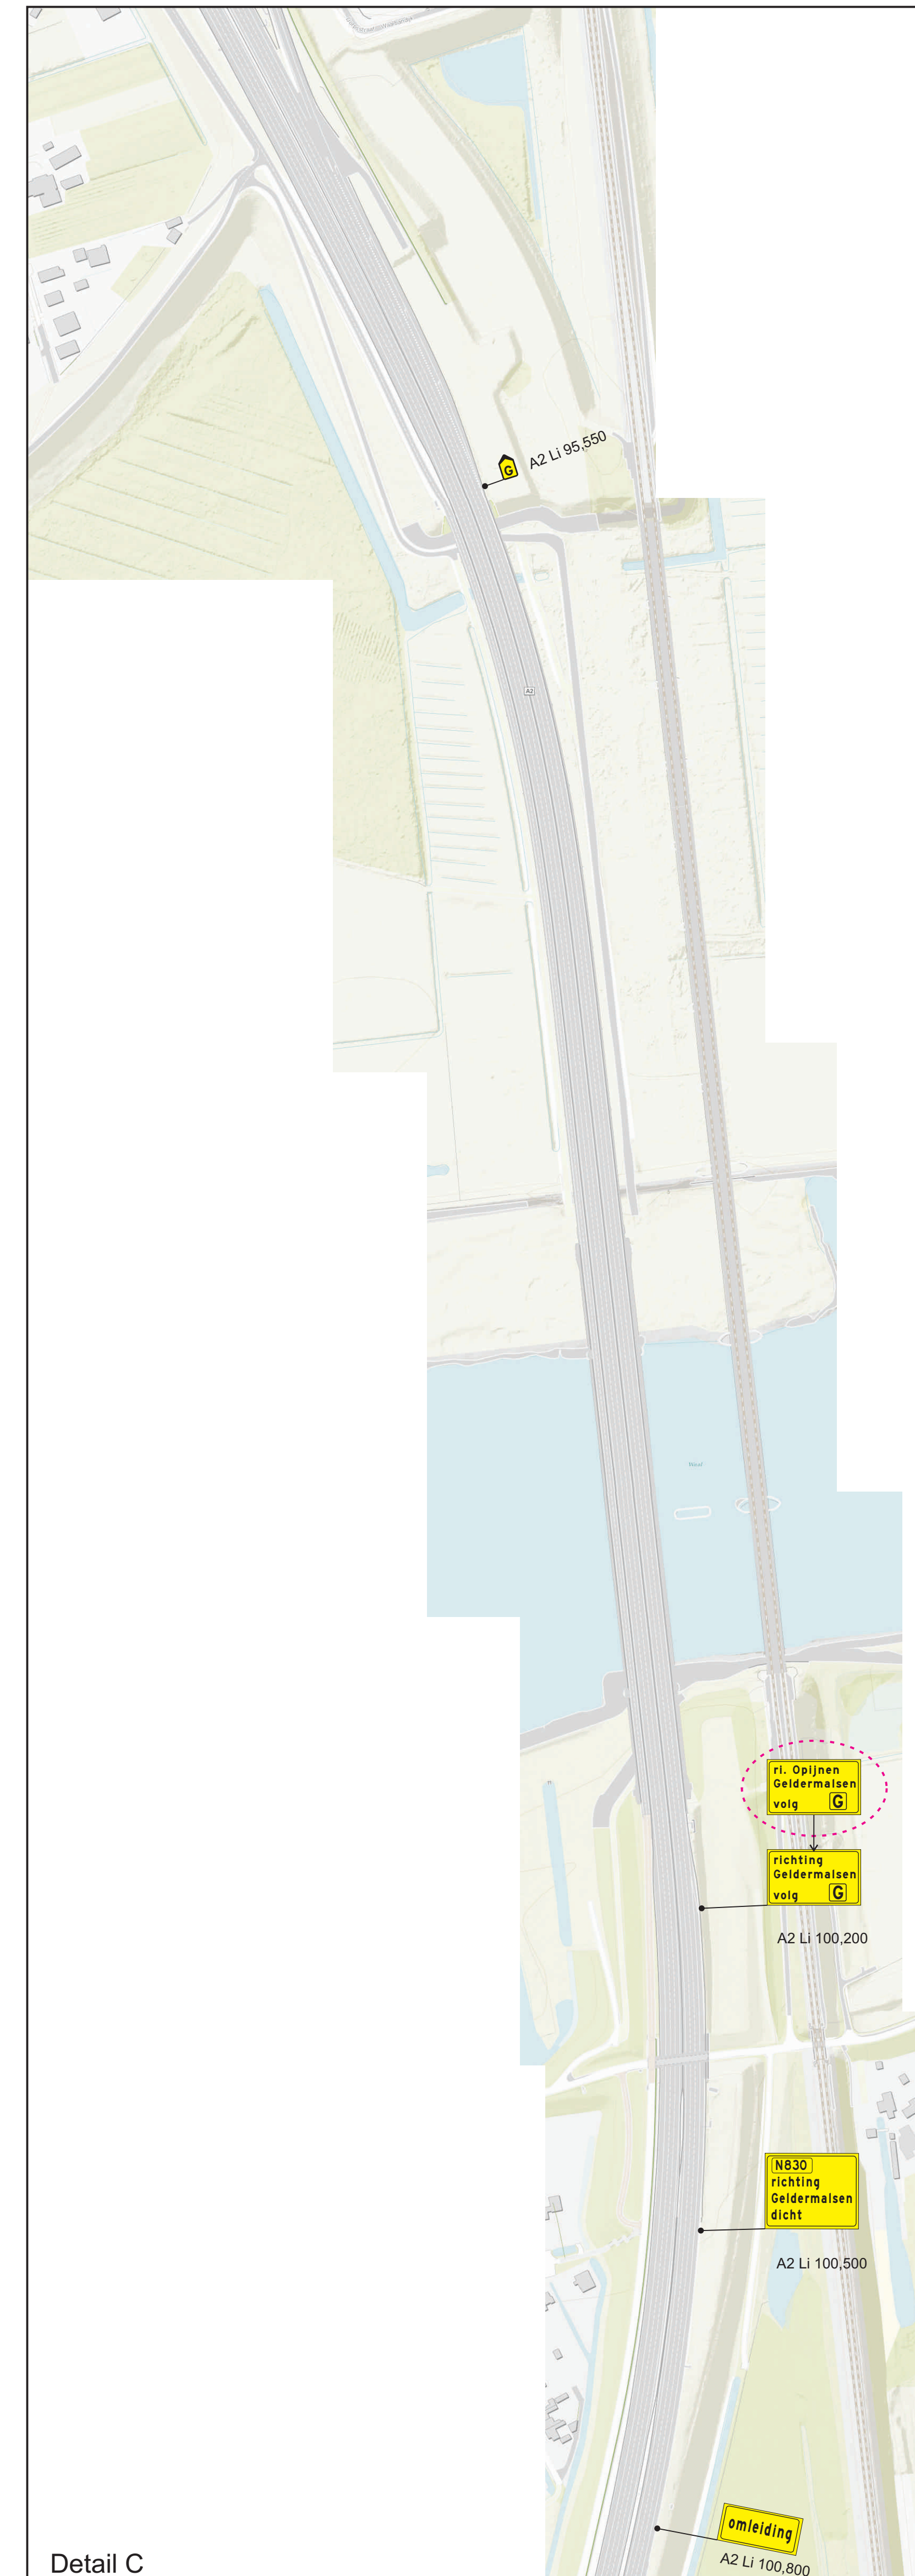 G
A2 Li 95,550
A2
Waal
ri. Opijnen
Geldermalsen
volg G
richting
Geldermalsen
volg G
A2 Li 100,200
N830
richting
Geldermalsen
dicht
A2 Li 100,500
omleiding
A2 Li 100,800
Detail C